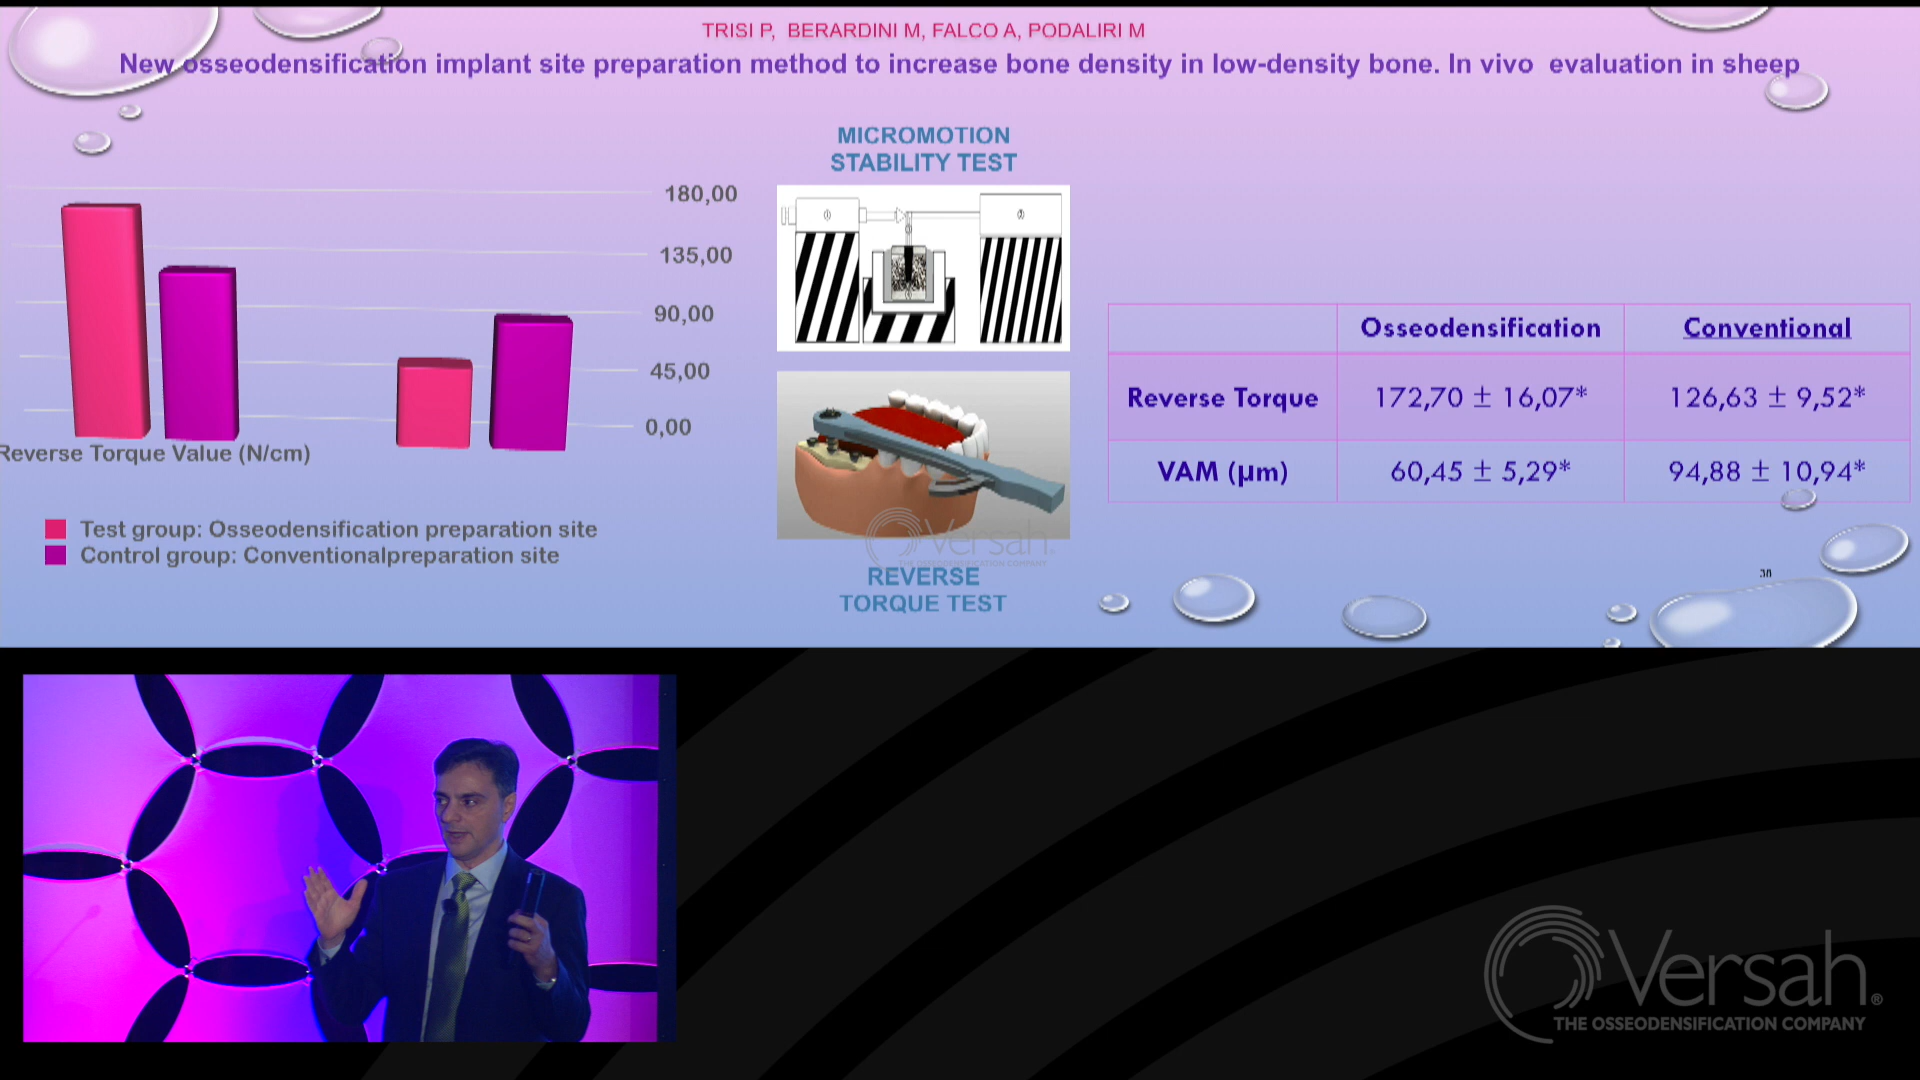 TRISI P, BERARDINI M, FALCO A, PODALIRI M
New osseodensification implant site preparation method to increase bone density in low-density bone. In vivo evaluation in sheep
180,00
135,00
90,00
45,00
0,00
Reverse Torque Value (N/cm)
Test group: Osseodensification preparation site
Control group: Conventionalpreparation site
MICROMOTION
STABILITY TEST
Versah.
THE OSSEODENSIFICATION COMPANY
REVERSE
TORQUE TEST
Osseodensification Conventional
Reverse Torque 172,70 ± 16,07* 126,63 ± 9,52*
VAM (µm) 60,45 ± 5,29* 94,88 ± 10,94*
Versah®
THE OSSEODENSIFICATION COMPANY